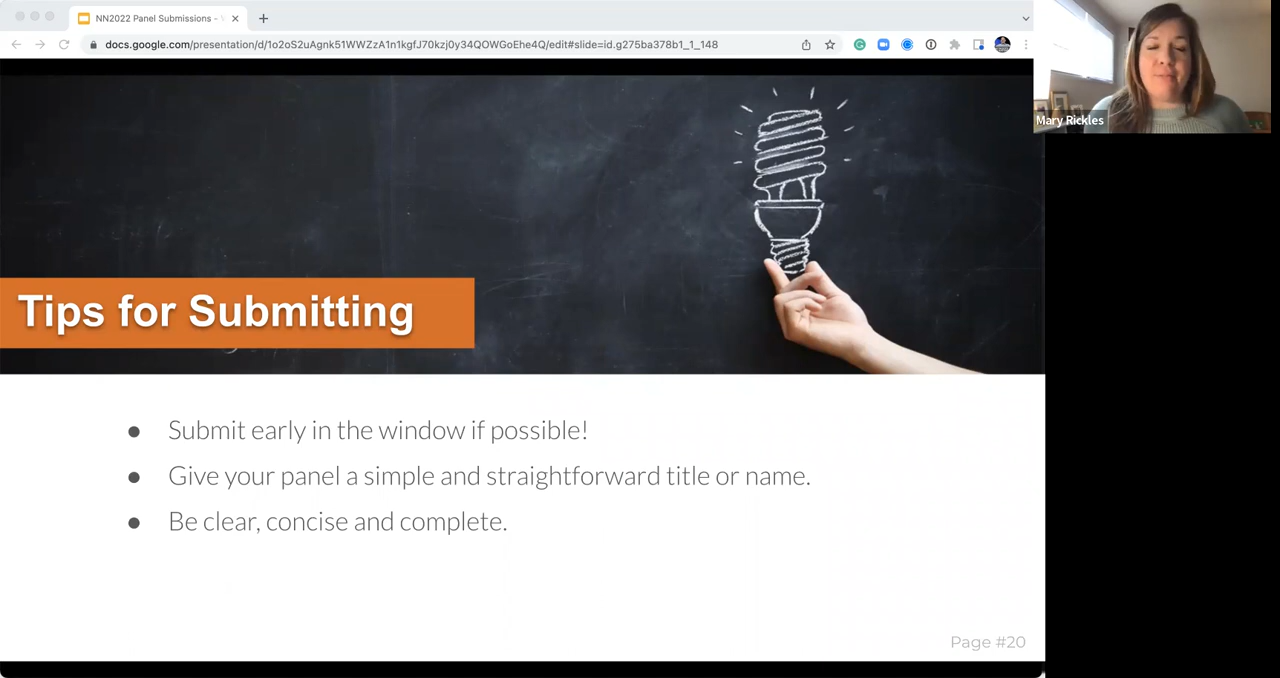 NN2022 Panel Submissions -
docs.google.com/presentation/d/1o2oS2uAgnk51WWZzA1n1kgfJ70kzj0y34QOWGoEhe4Q/edit#slide=id.g275ba378b1_1_148
Mary Rickles
Tips for Submitting
● Submit early in the window if possible!
● Give your panel a simple and straightforward title or name.
● Be clear, concise and complete.
Page #20